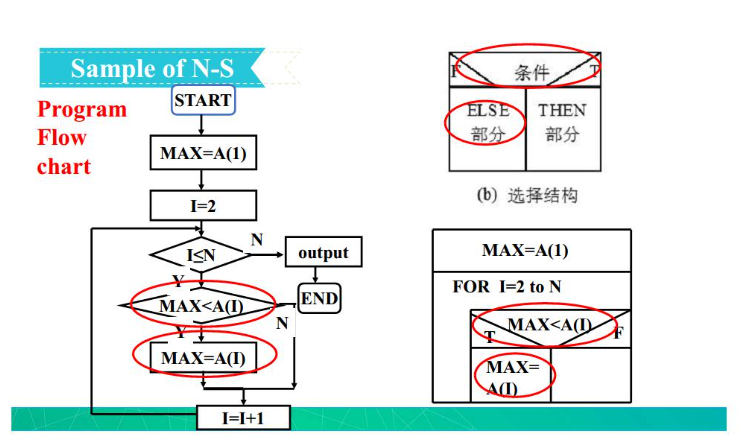 Sample of N-S
Program
Flow
chart
START
MAX=A(1)
I=2
I≤N
N
output
Y
MAX<A(I)
END
N
Y
MAX=A(I)
I=I+1
F
条件
T
ELSE
部分
THEN
部分
(b) 选择结构
MAX=A(1)
FOR I=2 to N
MAX<A(I)
T
F
MAX=
A(I)